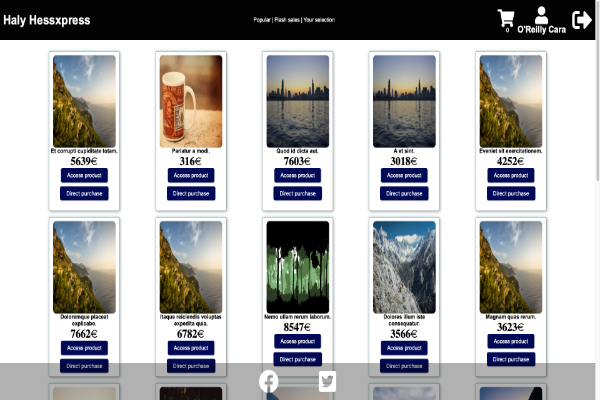 Haly Hessxpress
Popular | Flash sales | Your selection
0
O'Reilly Cara
Et corrupti cupiditate totam.
5639€
Access product
Direct purchase
Pariatur a modi.
316€
Access product
Direct purchase
Quod id dicta aut.
7603€
Access product
Direct purchase
A et sint.
3018€
Access product
Direct purchase
Eveniet sit exercitationem.
4252€
Access product
Direct purchase
Doloremque placeat
explicabo.
7662€
Access product
Direct purchase
Itaque reiciendis voluptas
expedita quia.
6782€
Access product
Direct purchase
Nemo ullam rerum laborum.
8547€
Access product
Direct purchase
Dolores illum iste
consequatur.
3566€
Access product
Direct purchase
Magnam quas rerum.
3623€
Access product
Direct purchase